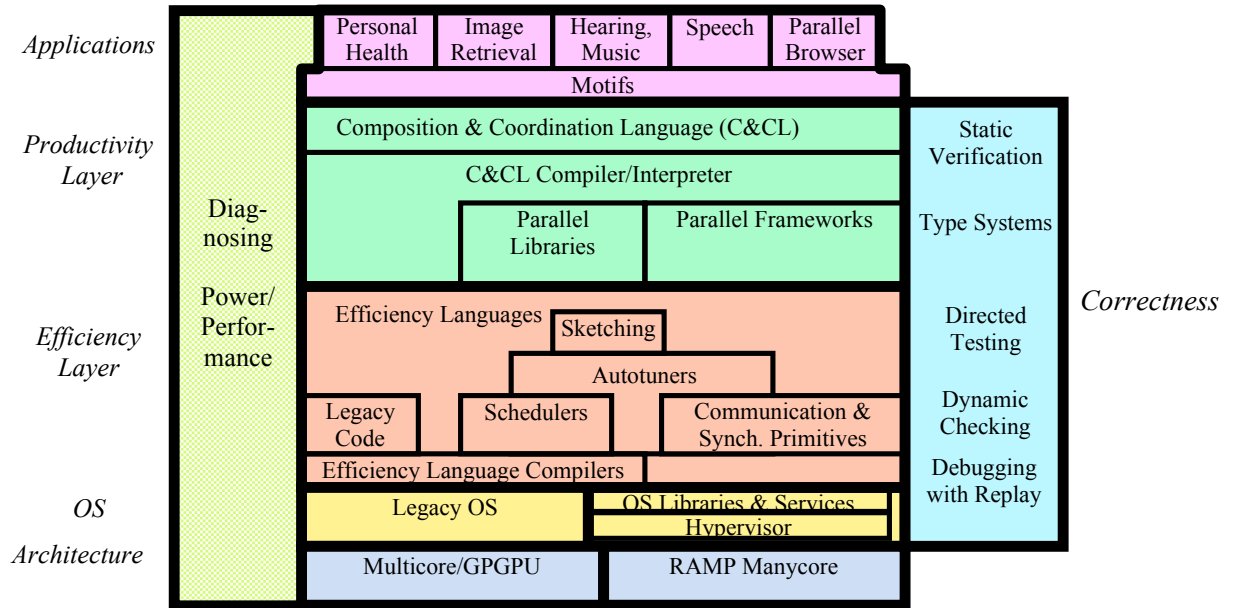 Applications
Personal
Health
Image
Retrieval
Hearing,
Music
Speech
Parallel
Browser
Motifs
Productivity
Layer
Composition & Coordination Language (C&CL)
C&CL Compiler/Interpreter
Parallel
Libraries
Parallel Frameworks
Static
Verification
Type Systems
Diag-
nosing
Power/
Perfor-
mance
Correctness
Efficiency
Layer
Efficiency Languages
Sketching
Autotuners
Legacy
Code
Schedulers
Communication &
Synch. Primitives
Efficiency Language Compilers
Directed
Testing
Dynamic
Checking
Debugging
with Replay
OS
Legacy OS
OS Libraries & Services
Hypervisor
Architecture
Multicore/GPGPU
RAMP Manycore